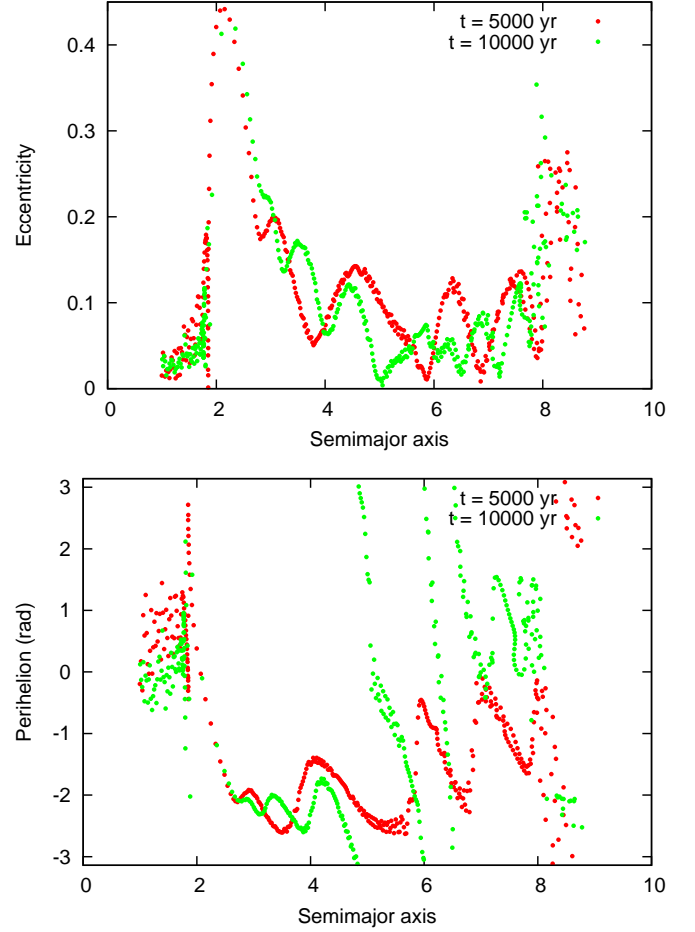 0.4
0.3
0.2
0.1
0
Eccentricity
t = 5000 yr
t = 10000 yr
0 2 4 6 8 10
Semimajor axis
3
2
1
0
-1
-2
-3
Perihelion (rad)
t = 5000 yr
t = 10000 yr
0 2 4 6 8 10
Semimajor axis